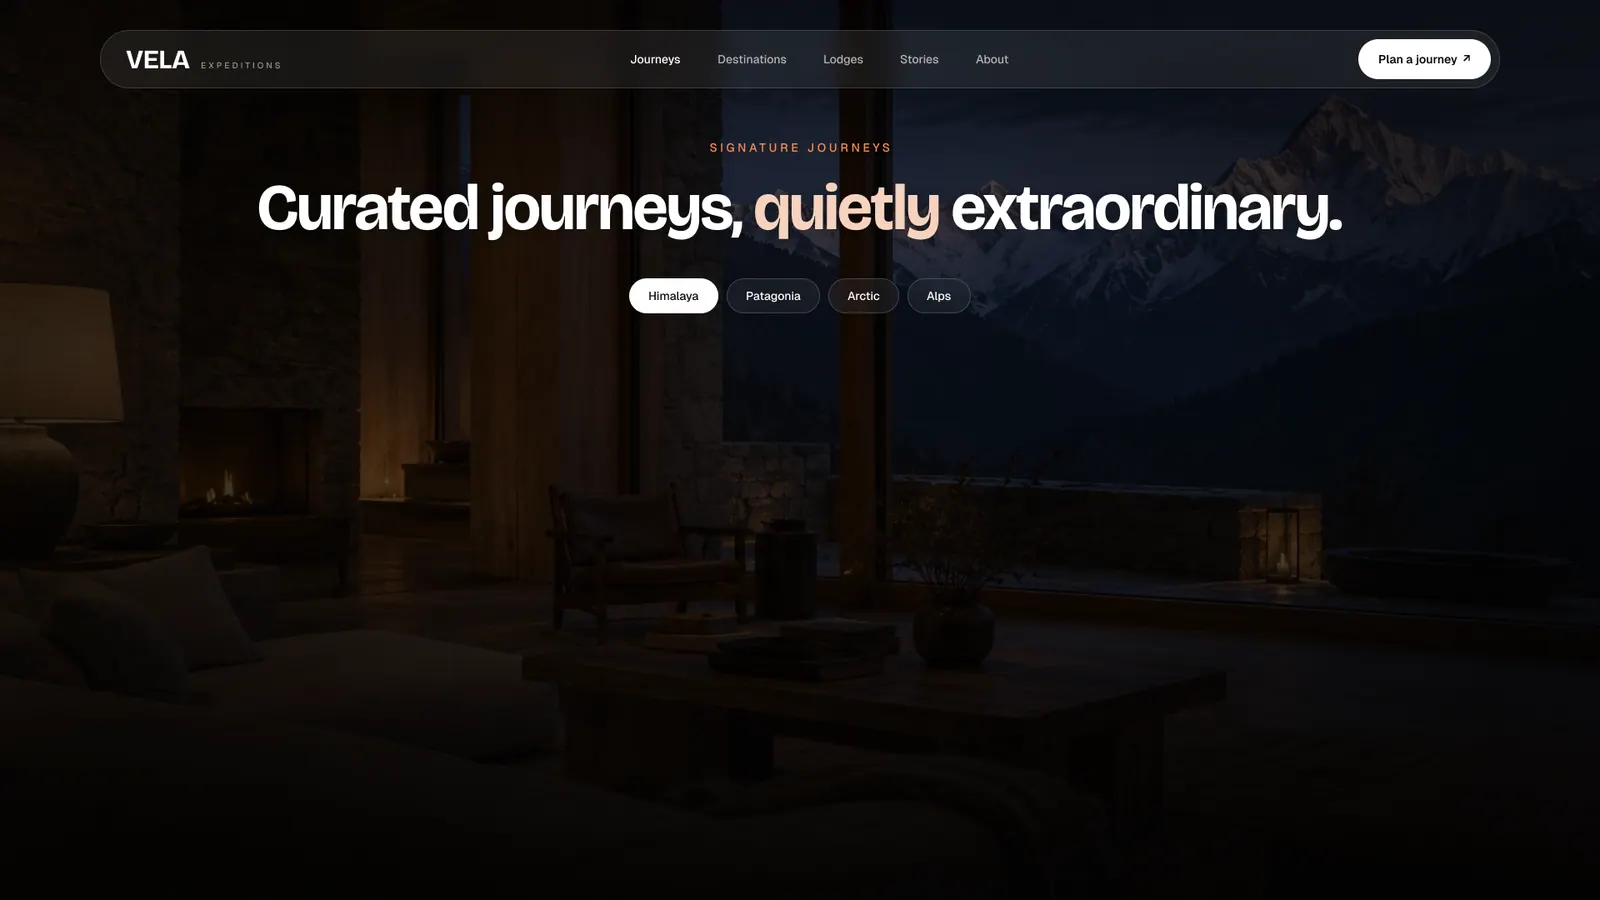 VELA EXPEDITIONS
Journeys Destinations Lodges Stories About
Plan a journey ↗
SIGNATURE JOURNEYS
Curated journeys, quietly extraordinary.
Himalaya Patagonia Arctic Alps